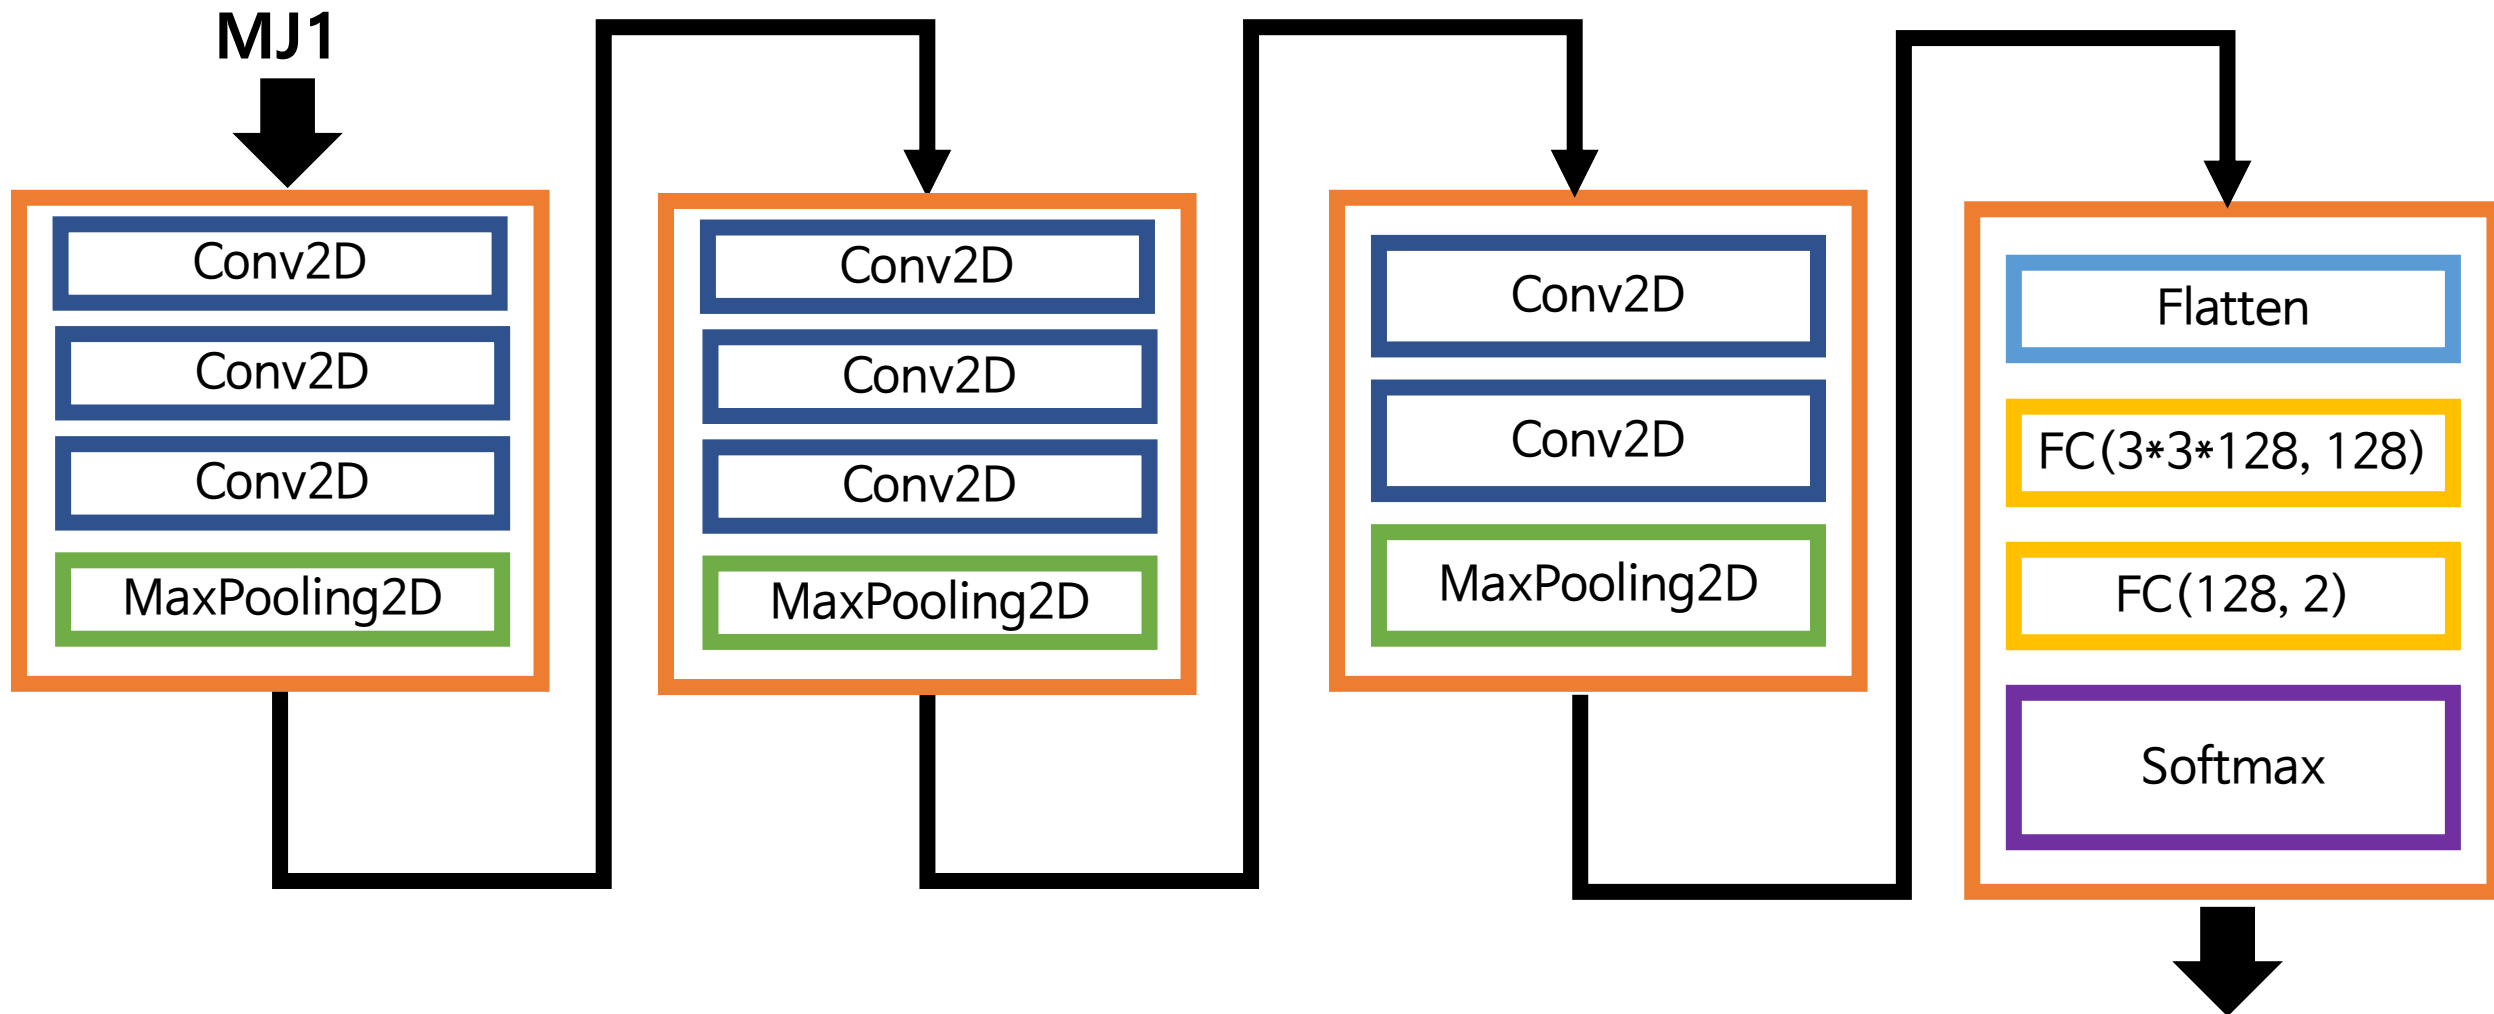 MJ1
Conv2D
Conv2D
Conv2D
MaxPooling2D
Conv2D
Conv2D
Conv2D
MaxPooling2D
Conv2D
Conv2D
MaxPooling2D
Flatten
FC(3*3*128, 128)
FC(128, 2)
Softmax